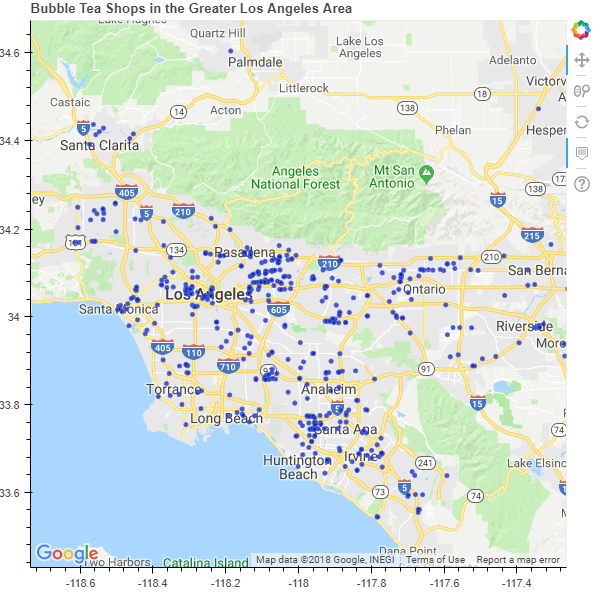 Bubble Tea Shops in the Greater Los Angeles Area
Lake Hughes
Quartz Hill
34.6
Palmdale
Lake Los
Angeles
Adelanto
Littlerock
Victorv
18
Castaic
14
Acton
138
A
5
Phelan
Hesper
34.4
Santa Clarita
Angeles
National Forest
Mt San
Antonio
405
138
ey
5
210
15
34.2
215
101
134
Pasadena
210
210
San Berna
Los Angeles
Ontario
Santa Monica
605
34
Riverside
405
110
More
710
91
91
Torrance
Anaheim
33.8
5
15
Long Beach
Santa Ana
74
Huntington
Beach
Irvine
241
Lake Elsino
33.6
73
5
74
Dana Point
Google
Two Harbors
Catalina Island
Map data ©2018 Google, INEGI
Terms of Use
Report a map error
-118.6
-118.4
-118.2
-118
-117.8
-117.6
-117.4